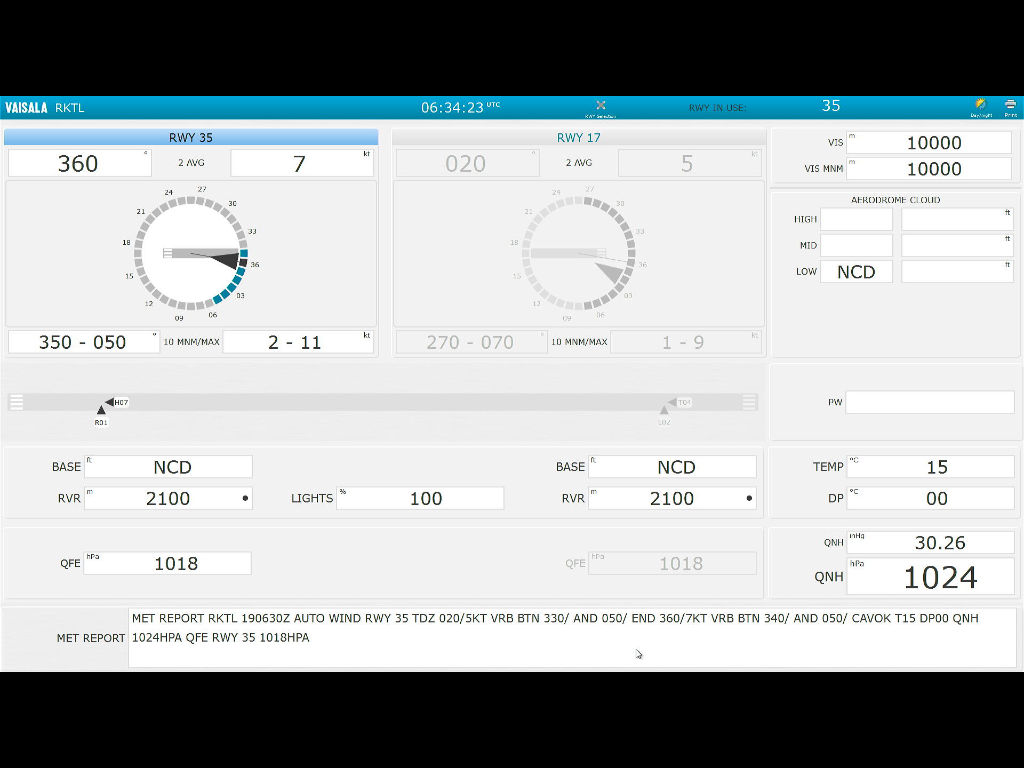 VAISALA RKTL
06:34:23 UTC
RWY Selection
RWY IN USE: 35
Day/night
Print
RWY 35
360 °
2 AVG
7 kt
24 27 30 33 36 03 06 09 12 15 18 21
350 - 050 °
10 MNM/MAX
2 - 11 kt
RWY 17
020 °
2 AVG
5 kt
24 27 30 33 36 03 06 09 12 15 18 21
270 - 070 °
10 MNM/MAX
1 - 9 kt
VIS m 10000
VIS MNM m 10000
AERODROME CLOUD
HIGH ft
MID ft
LOW NCD ft
H07
R01
T04
L02
PW
BASE ft NCD
RVR m 2100 •
LIGHTS % 100
BASE ft NCD
RVR m 2100 •
TEMP °C 15
DP °C 00
QFE hPa 1018
QFE hPa 1018
QNH inHg 30.26
QNH hPa 1024
MET REPORT
MET REPORT RKTL 190630Z AUTO WIND RWY 35 TDZ 020/5KT VRB BTN 330/ AND 050/ END 360/7KT VRB BTN 340/ AND 050/ CAVOK T15 DP00 QNH
1024HPA QFE RWY 35 1018HPA